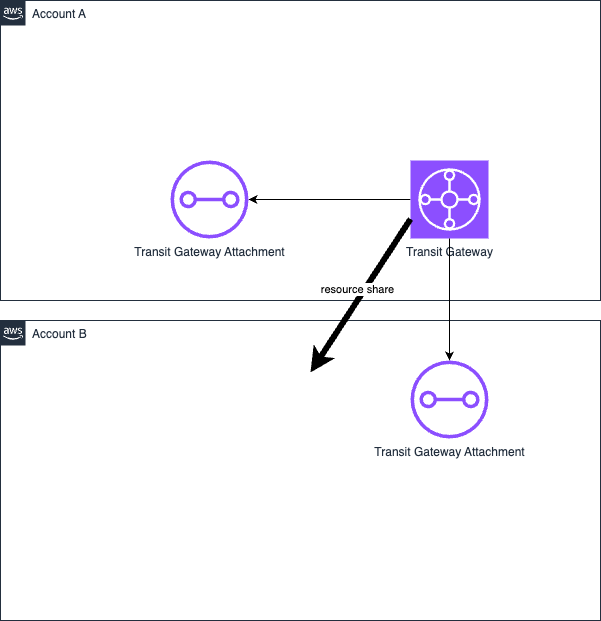 aws
Account A
Transit Gateway Attachment
Transit Gateway
resource share
aws
Account B
Transit Gateway Attachment